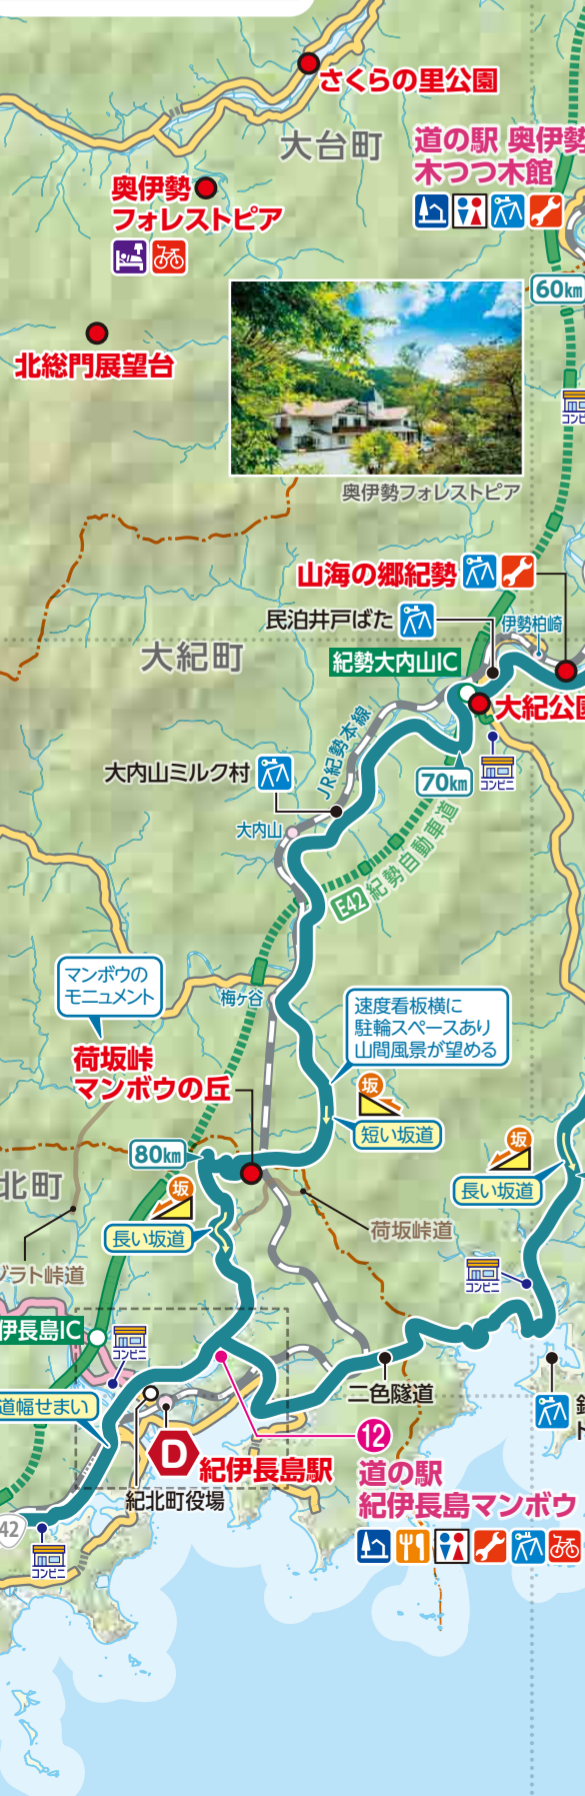 さくらの里公園
大台町
道の駅 奥伊勢
木つつ木館
奥伊勢
フォレストピア
60km
北総門展望台
コンビ
奥伊勢フォレストピア
山海の郷紀勢
民泊井戸ばた
伊勢柏崎
大紀町
紀勢大内山IC
大紀公園
JR紀勢本線
大内山ミルク村
70km
コンビニ
大内山
E42 紀勢自動車道
マンボウの
モニュメント
梅ヶ谷
速度看板横に
駐輪スペースあり
山間風景が望める
荷坂峠
マンボウの丘
坂
短い坂道
80km
坂
長い坂道
北町
坂
長い坂道
荷坂峠道
ヅラト峠道
コンビニ
伊長島IC
コンビニ
道幅せまい
二色隧道
D
紀伊長島駅
12
道の駅
紀伊長島マンボウ
紀北町役場
42
コンビニ